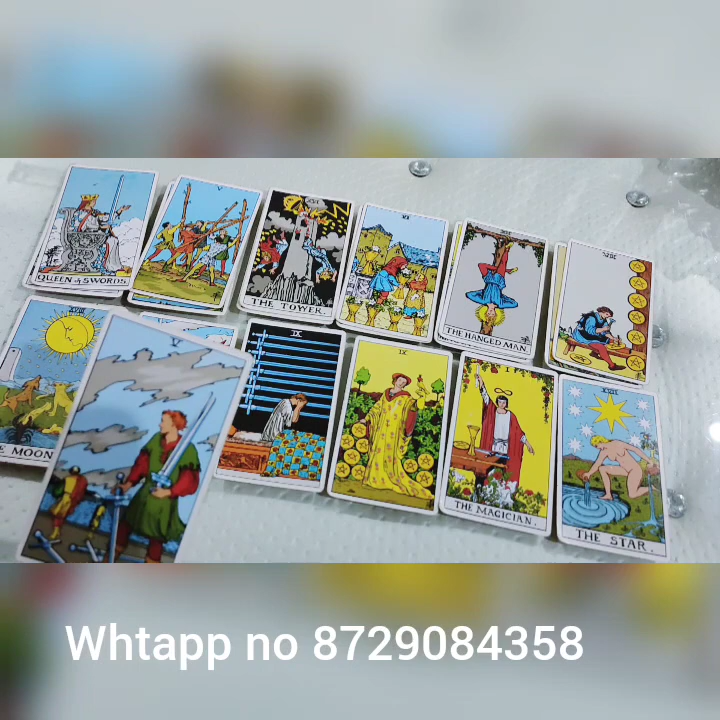 QUEEN of SWORDS.
V
XVI
THE TOWER.
VI
THE HANGED MAN.
VIII
XVIII
E MOON
IX
IX
I
THE MAGICIAN.
XVII
THE STAR.
Whtapp no 8729084358